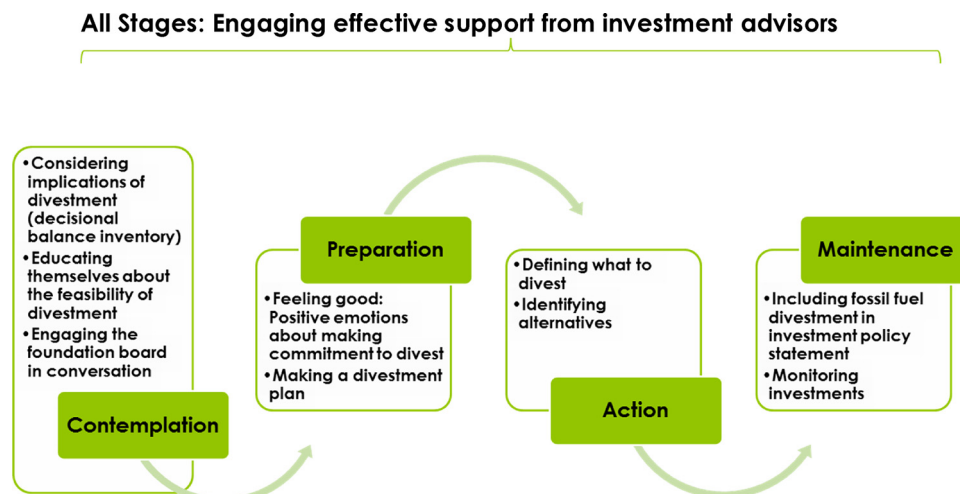 All Stages: Engaging effective support from investment advisors
•Considering
implications of
divestment
(decisional
balance inventory)
•Educating
themselves about
the feasibility of
divestment
•Engaging the
foundation board
in conversation
Contemplation
Preparation
•Feeling good:
Positive emotions
about making
commitment to divest
•Making a divestment
plan
•Defining what to
divest
•Identifying
alternatives
Action
Maintenance
•Including fossil fuel
divestment in
investment policy
statement
•Monitoring
investments